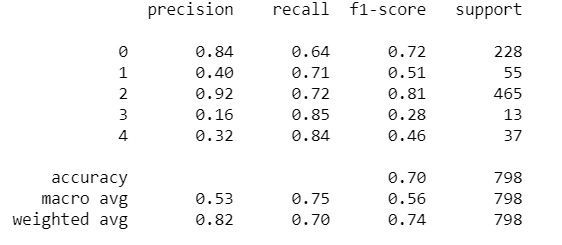 precision recall f1-score support
0 0.84 0.64 0.72 228
1 0.40 0.71 0.51 55
2 0.92 0.72 0.81 465
3 0.16 0.85 0.28 13
4 0.32 0.84 0.46 37
accuracy 0.70 798
macro avg 0.53 0.75 0.56 798
weighted avg 0.82 0.70 0.74 798